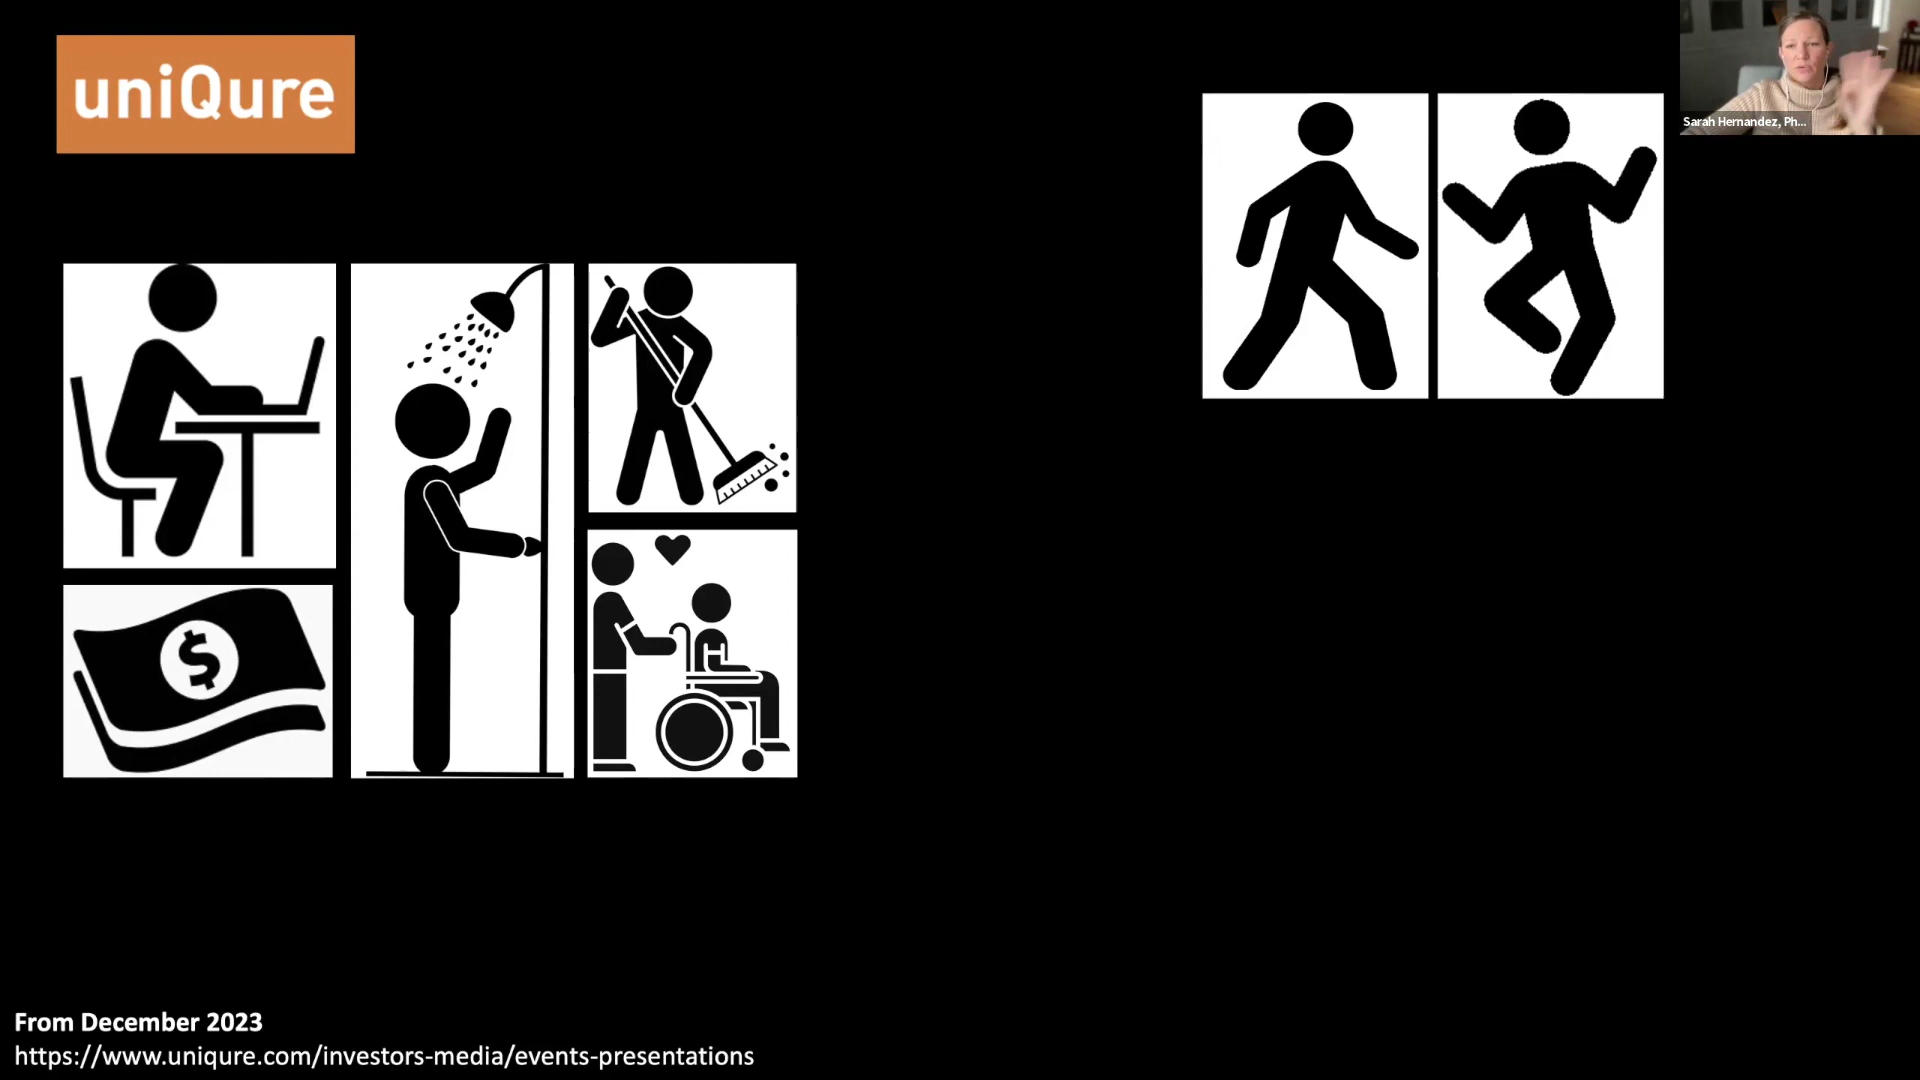 uniQure
Sarah Hernandez, Ph...
$
From December 2023
https://www.uniqure.com/investors-media/events-presentations